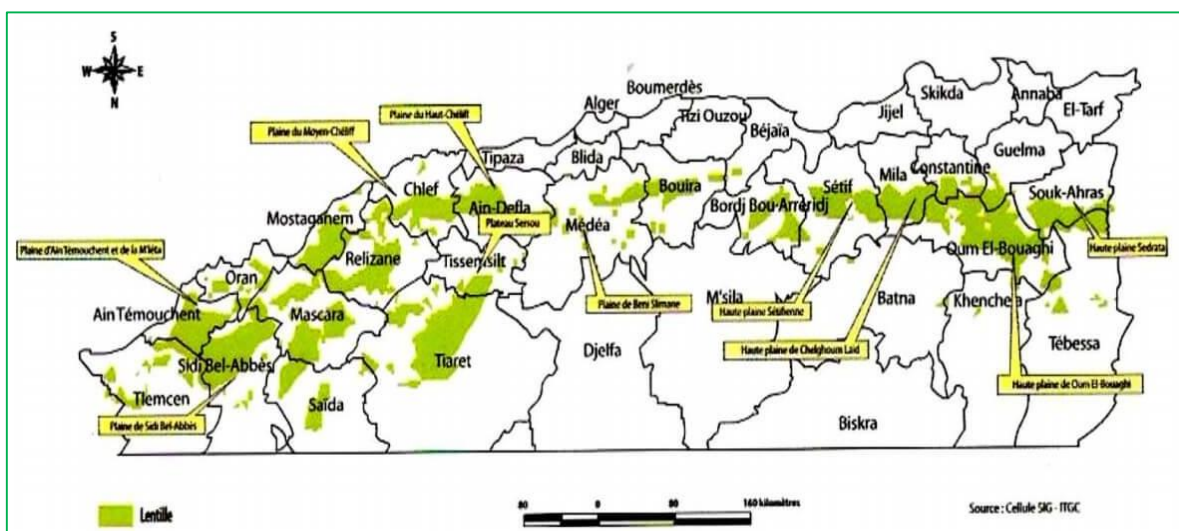 S
W E
N
Boumerdès
Alger
Tizi Ouzou
Béjaïa
Jijel
Skikda
Annaba
El-Tarf
Guelma
Constantine
Mila
Sétif
Souk-Ahras
Tipaza
Blida
Bouira
Bordj Bou-Arréridj
Médéa
Chlef
Ain-Defla
Mostaganem
Relizane
Tissemsilt
Oran
Mascara
Ain Témouchent
Sidi Bel-Abbès
Tlemcen
Saïda
Tiaret
Djelfa
M'sila
Batna
Biskra
Oum El-Bouaghi
Khenchela
Tébessa
Plaine du Haut-Chéliff
Plaine du Moyen-Chéliff
Plateau Sersou
Plaine d'Ain Témouchent et de la M'léta
Plaine de Sidi Bel-Abbès
Plaine de Beni Slimane
Haute plaine Sétifienne
Haute plaine de Chelghoum Laid
Haute plaine Sedrata
Haute plaine de Oum El-Bouaghi
Lentille
80 0 80 160 kilomètres
Source : Cellule SIG - ITGC